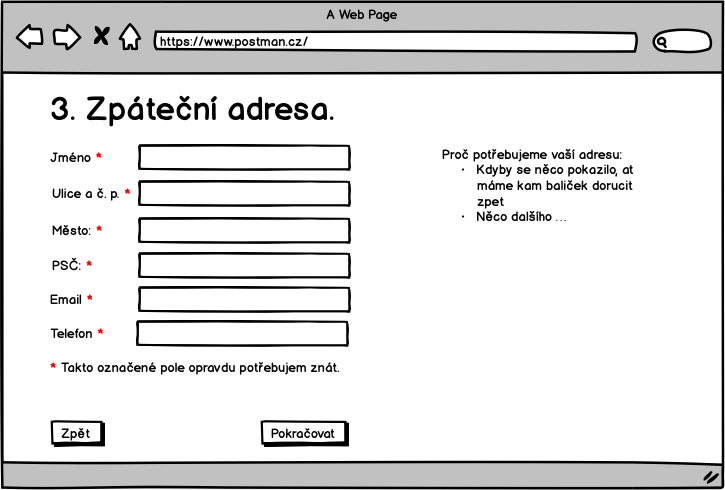 A Web Page
https://www.postman.cz/
3. Zpáteční adresa.
Jméno *
Ulice a č. p. *
Město: *
PSČ: *
Email *
Telefon *
* Takto označené pole opravdu potřebujem znát.
Zpět
Pokračovat
Proč potřebujeme vaší adresu:
• Kdyby se něco pokazilo, at
máme kam baliček dorucit
zpet
• Něco dalšího ...